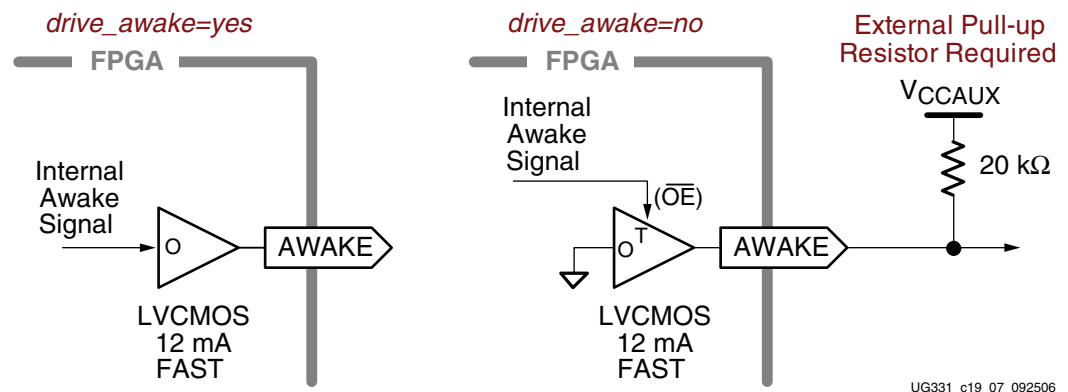 drive_awake=yes
FPGA
Internal
Awake
Signal
O
AWAKE
LVCMOS
12 mA
FAST
drive_awake=no
FPGA
Internal
Awake
Signal
(O̅E̅)
T
O
AWAKE
LVCMOS
12 mA
FAST
External Pull-up
Resistor Required
VCCAUX
20 kΩ
UG331_c19_07_092506